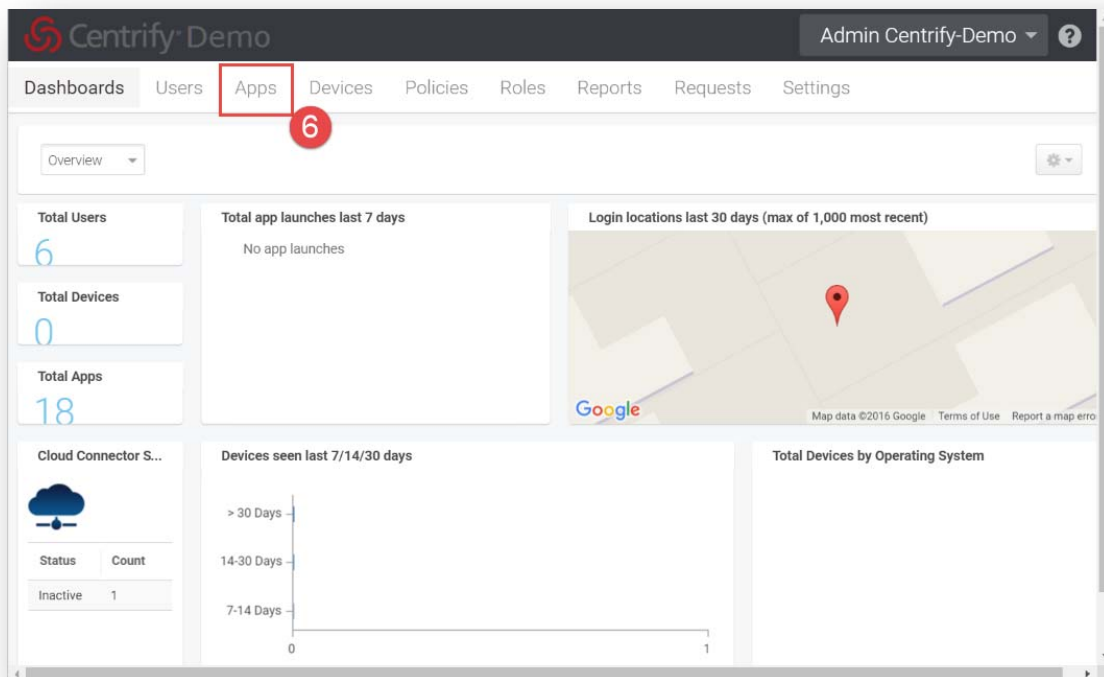 Centrify Demo
Admin Centrify-Demo
?
Dashboards Users Apps Devices Policies Roles Reports Requests Settings
6
Overview
Total Users
6
Total Devices
0
Total Apps
18
Total app launches last 7 days
No app launches
Login locations last 30 days (max of 1,000 most recent)
Google
Map data ©2016 Google Terms of Use Report a map erro
Cloud Connector S...
Status Count
Inactive 1
Devices seen last 7/14/30 days
> 30 Days
14-30 Days
7-14 Days
0 1
Total Devices by Operating System